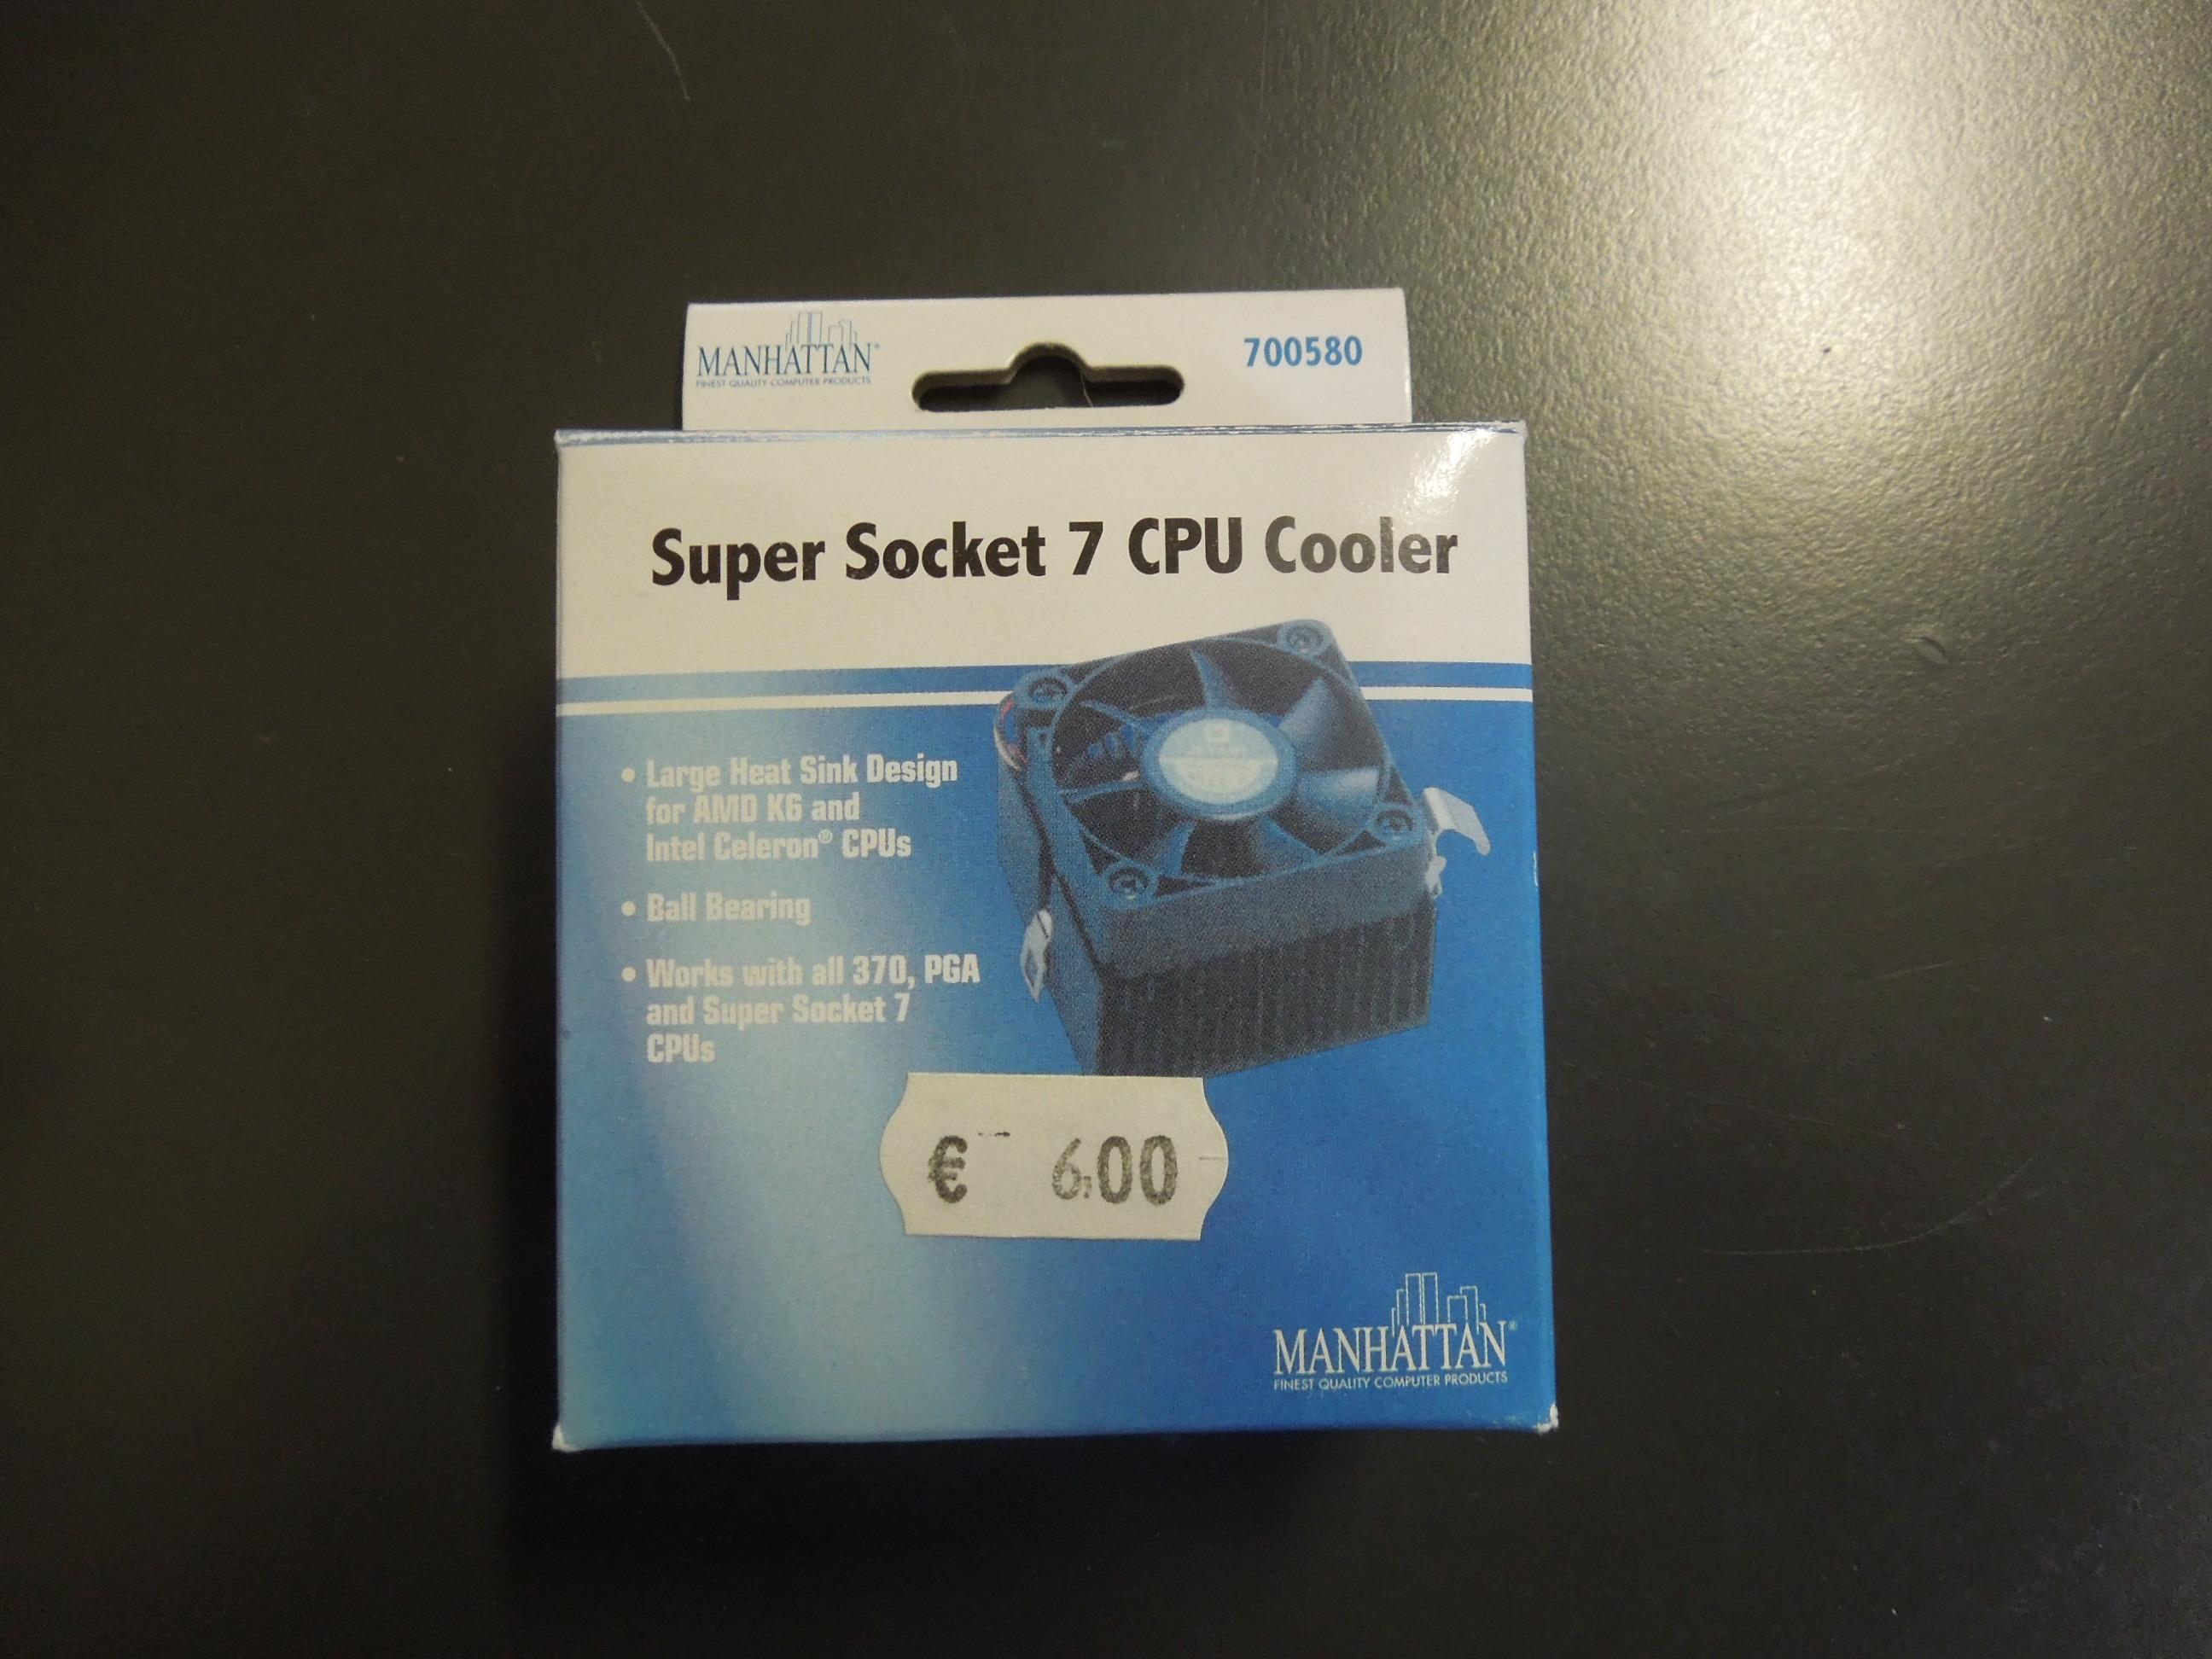 MANHATTAN®
FINEST QUALITY COMPUTER PRODUCTS
700580
Super Socket 7 CPU Cooler
• Large Heat Sink Design
for AMD K6 and
Intel Celeron® CPUs
• Ball Bearing
• Works with all 370, PGA
and Super Socket 7
CPUs
€ 6,00
MANHATTAN®
FINEST QUALITY COMPUTER PRODUCTS